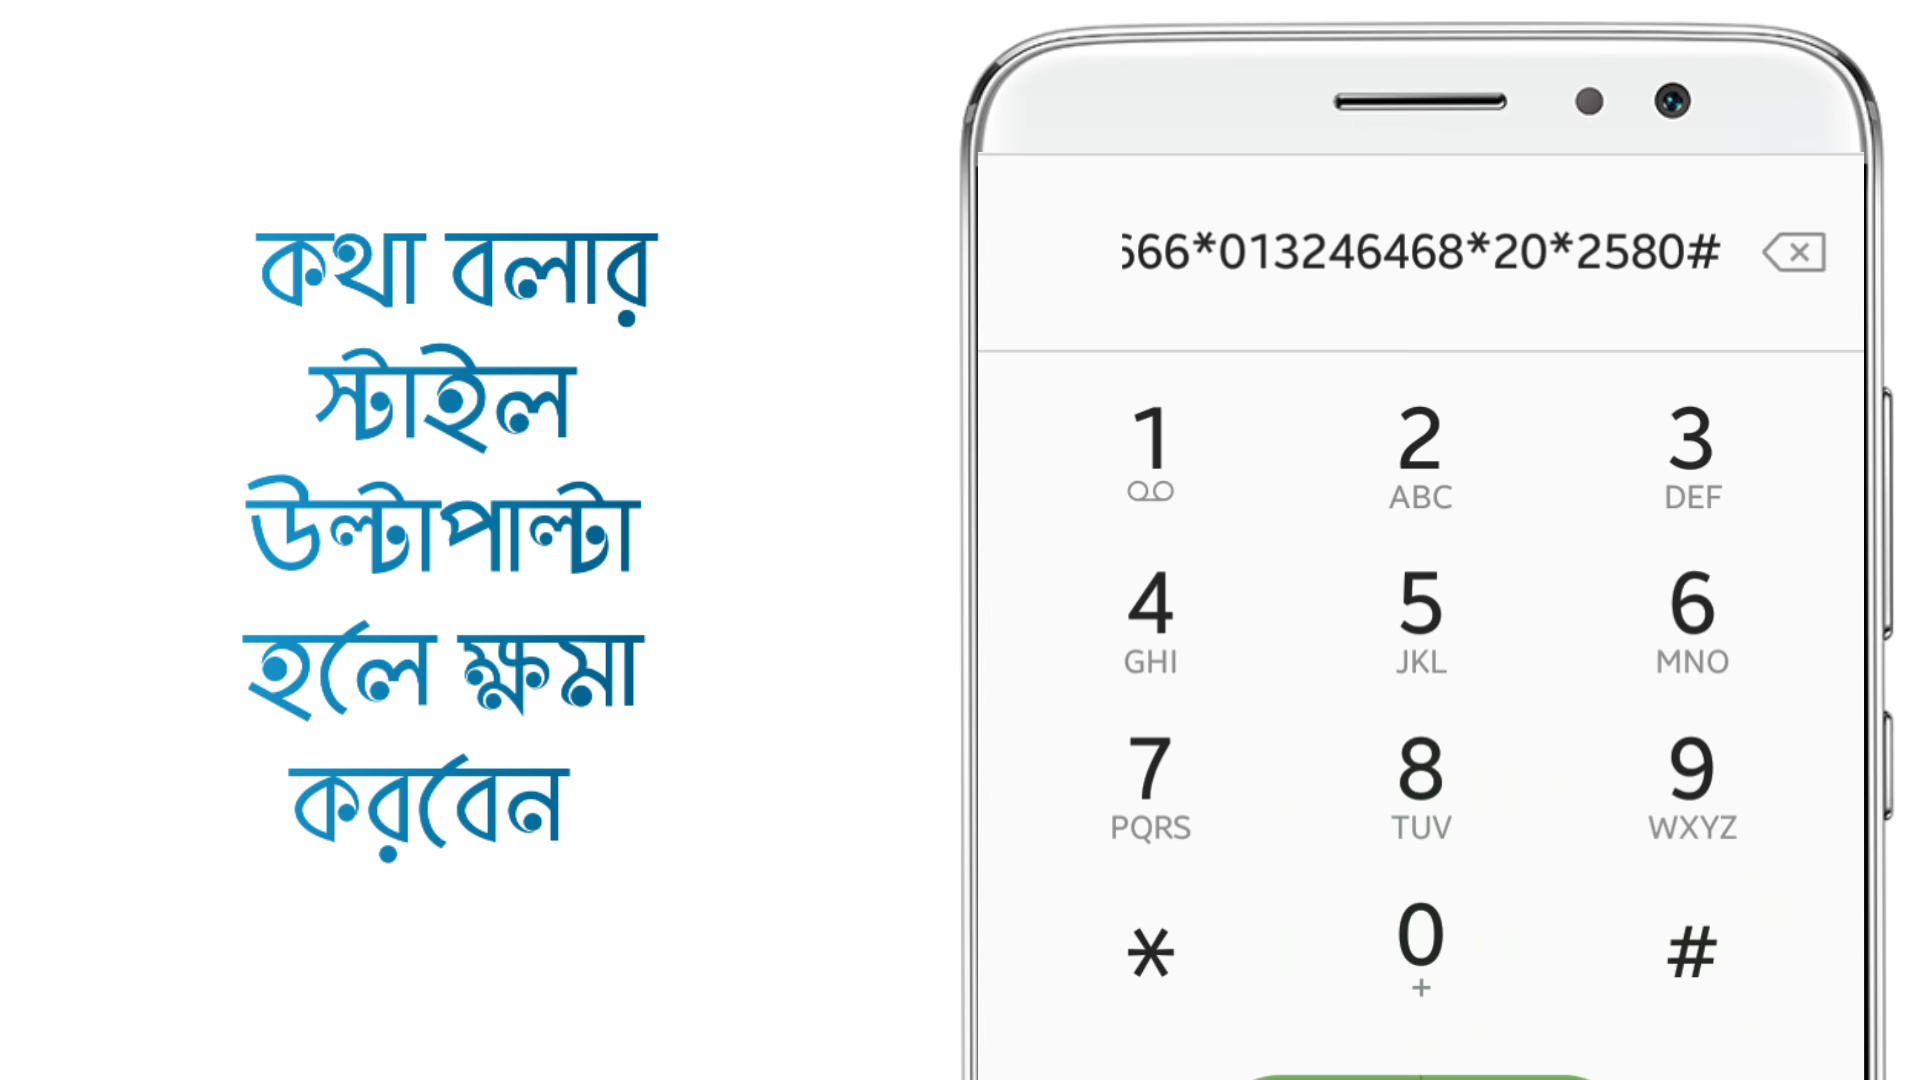 কথা বলার
স্টাইল
উল্টাপাল্টা
হলে ক্ষমা
করবেন
666*013246468*20*2580#
1 2 3
ABC DEF
4 5 6
GHI JKL MNO
7 8 9
PQRS TUV WXYZ
* 0 #
+